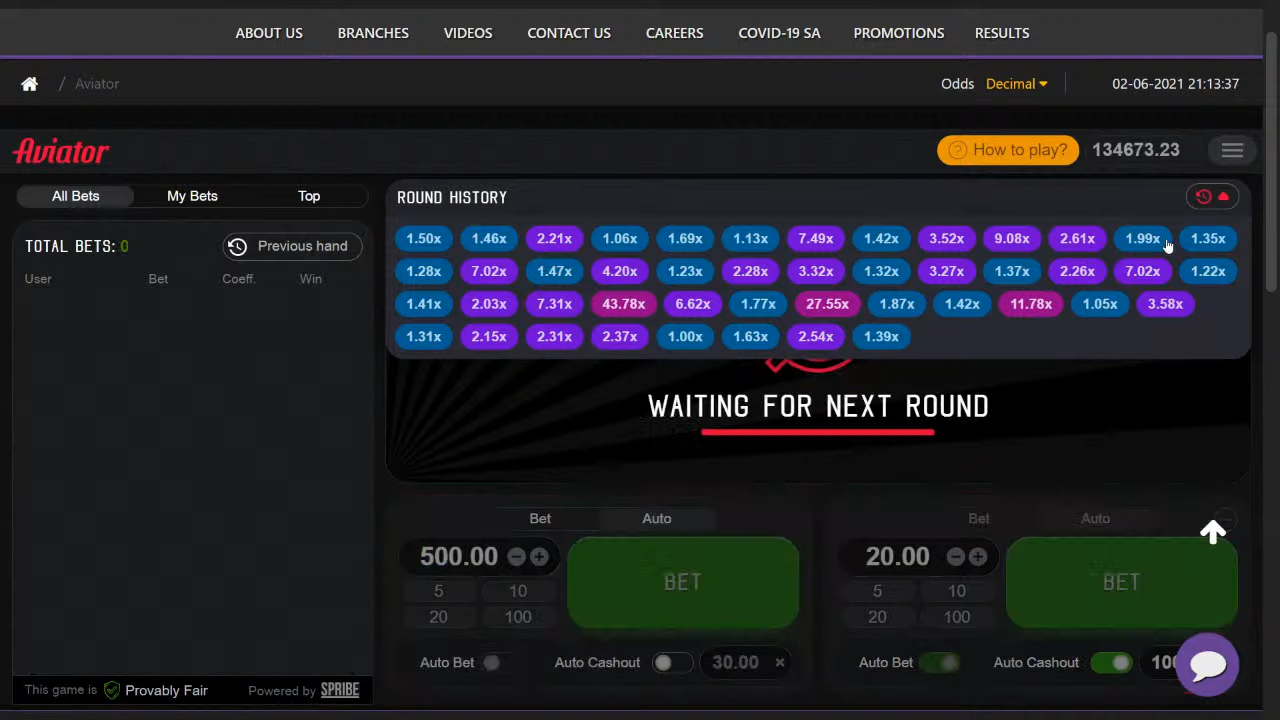 ABOUT US BRANCHES VIDEOS CONTACT US CAREERS COVID-19 SA PROMOTIONS RESULTS
/ Aviator Odds Decimal 02-06-2021 21:13:37
Aviator ? How to play? 134673.23
All Bets My Bets Top
ROUND HISTORY
TOTAL BETS: 0 Previous hand
User Bet Coeff. Win
1.50x 1.46x 2.21x 1.06x 1.69x 1.13x 7.49x 1.42x 3.52x 9.08x 2.61x 1.99x 1.35x
1.28x 7.02x 1.47x 4.20x 1.23x 2.28x 3.32x 1.32x 3.27x 1.37x 2.26x 7.02x 1.22x
1.41x 2.03x 7.31x 43.78x 6.62x 1.77x 27.55x 1.87x 1.42x 11.78x 1.05x 3.58x
1.31x 2.15x 2.31x 2.37x 1.00x 1.63x 2.54x 1.39x
WAITING FOR NEXT ROUND
Bet Auto
500.00
5 10
20 100
BET
Auto Bet Auto Cashout 30.00 ×
Bet Auto
20.00
5 10
20 100
BET
Auto Bet Auto Cashout
This game is Provably Fair Powered by SPRIBE